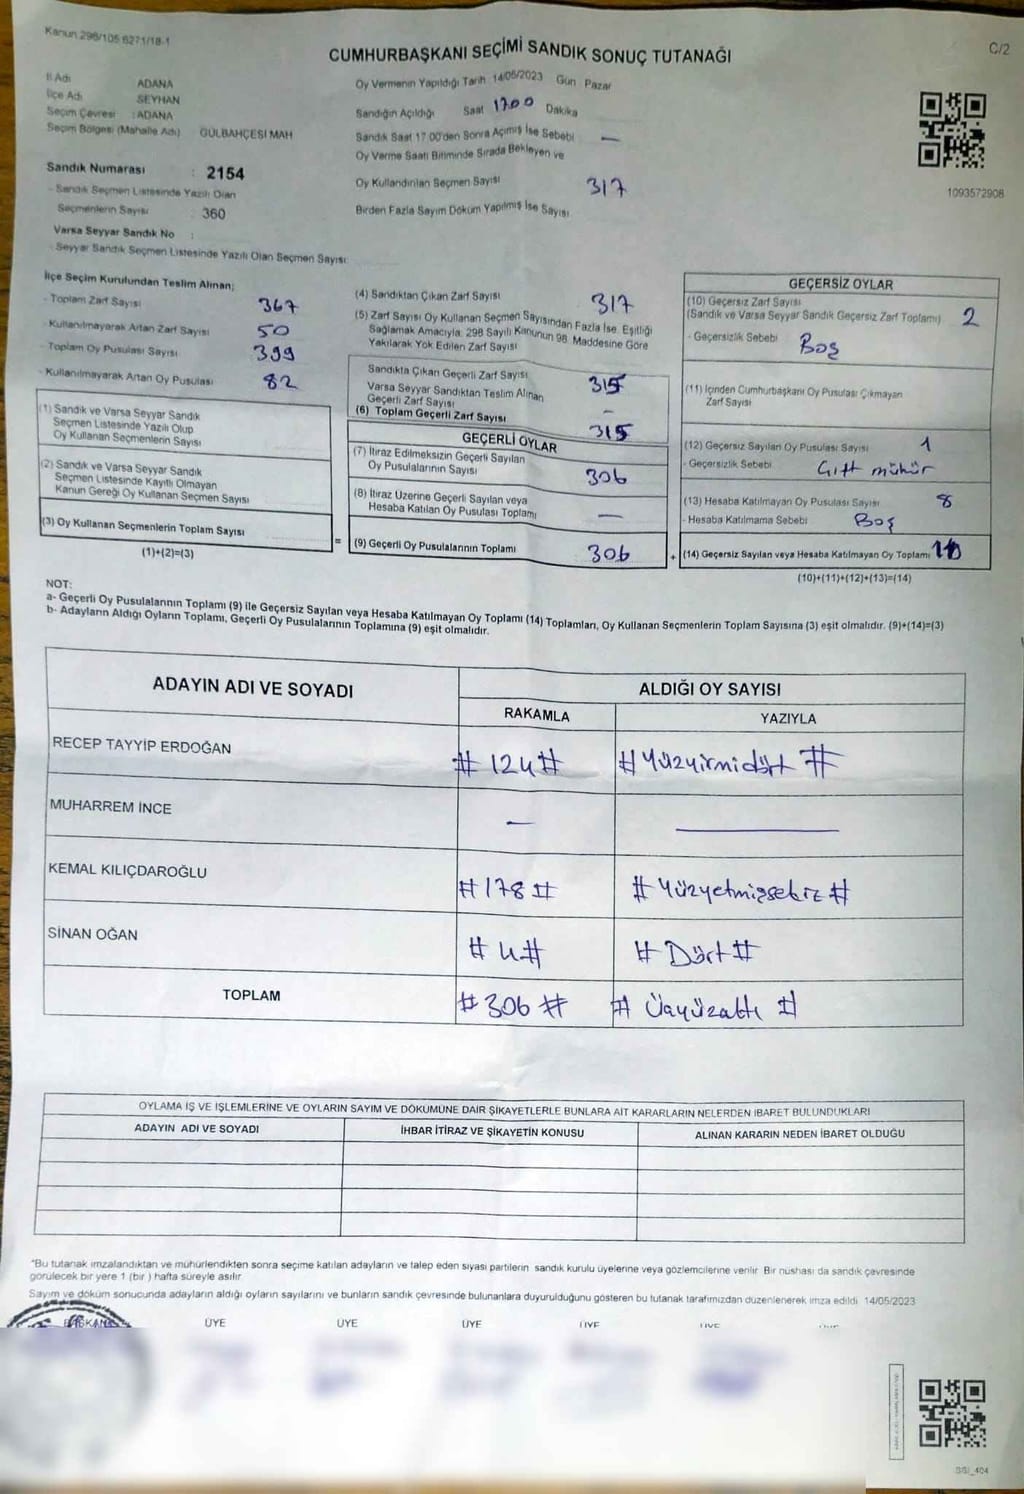 Kanun 298/105 6271/18-1
C/2
CUMHURBAŞKANI SEÇİMİ SANDIK SONUÇ TUTANAĞI
İl Adı ADANA
İlçe Adı SEYHAN
Seçim Çevresi : ADANA
Seçim Bölgesi (Mahalle Adı) GÜLBAHÇESİ MAH
Sandık Numarası : 2154
- Sandık Seçmen Listesinde Yazılı Olan
Seçmenlerin Sayısı : 360
Varsa Seyyar Sandık No :
- Seyyar Sandık Seçmen Listesinde Yazılı Olan Seçmen Sayısı
Oy Vermenin Yapıldığı Tarih 14/05/2023 Gün Pazar
Sandığın Açıldığı Saat 1700 Dakika
Sandık Saat 17.00'den Sonra Açımış İse Sebebi —
Oy Verme Saati Bitiminde Sırada Bekleyen ve
Oy Kullandırılan Seçmen Sayısı 317
Birden Fazla Sayım Döküm Yapılmış İse Sayısı
1093572908
İlçe Seçim Kurulundan Teslim Alınan;
- Toplam Zarf Sayısı 367
- Kullanılmayarak Artan Zarf Sayısı 50
- Toplam Oy Pusulası Sayısı 399
- Kullanılmayarak Artan Oy Pusulası 82
(1) Sandık ve Varsa Seyyar Sandık
Seçmen Listesinde Yazılı Olup
Oy Kullanan Seçmenlerin Sayısı
(2) Sandık ve Varsa Seyyar Sandık
Seçmen Listesinde Kayıtlı Olmayan
Kanun Gereği Oy Kullanan Seçmen Sayısı
(3) Oy Kullanan Seçmenlerin Toplam Sayısı
(1)+(2)=(3)
=
(4) Sandıktan Çıkan Zarf Sayısı 317
(5) Zarf Sayısı Oy Kullanan Seçmen Sayısından Fazla İse, Eşitliği
Sağlamak Amacıyla, 298 Sayılı Kanunun 98. Maddesine Göre
Yakılarak Yok Edilen Zarf Sayısı
Sandıkta Çıkan Geçerli Zarf Sayısı 315
Varsa Seyyar Sandıktan Teslim Alınan
Geçerli Zarf Sayısı –
(6) Toplam Geçerli Zarf Sayısı 315
GEÇERLİ OYLAR
(7) İtiraz Edilmeksizin Geçerli Sayılan
Oy Pusulalarının Sayısı 306
(8) İtiraz Üzerine Geçerli Sayılan veya
Hesaba Katılan Oy Pusulası Toplamı —
(9) Geçerli Oy Pusulalarının Toplamı 306
+
GEÇERSİZ OYLAR
(10) Geçersiz Zarf Sayısı
(Sandık ve Varsa Seyyar Sandık Geçersiz Zarf Toplamı) 2
- Geçersizlik Sebebi Boş
(11) İçinden Cumhurbaşkanı Oy Pusulası Çıkmayan
Zarf Sayısı
(12) Geçersiz Sayılan Oy Pusulası Sayısı 1
- Geçersizlik Sebebi Çift mühür
(13) Hesaba Katılmayan Oy Pusulası Sayısı 8
- Hesaba Katılmama Sebebi Boş
(14) Geçersiz Sayılan veya Hesaba Katılmayan Oy Toplamı
(10)+(11)+(12)+(13)=(14)
NOT:
a- Geçerli Oy Pusulalarının Toplamı (9) ile Geçersiz Sayılan veya Hesaba Katılmayan Oy Toplamı (14) Toplamları, Oy Kullanan Seçmenlerin Toplam Sayısına (3) eşit olmalıdır. (9)+(14)=(3)
b- Adayların Aldığı Oyların Toplamı, Geçerli Oy Pusulalarının Toplamına (9) eşit olmalıdır.
ADAYIN ADI VE SOYADI ALDIĞI OY SAYISI
RAKAMLA YAZIYLA
RECEP TAYYİP ERDOĞAN # 124 # # Yüzyirmidört #
MUHARREM İNCE — —
KEMAL KILIÇDAROĞLU # 178 # # Yüzyetmişsekiz #
SİNAN OĞAN # 4 # # Dört #
TOPLAM # 306 # # Üçyüzaltı #
OYLAMA İŞ VE İŞLEMLERİNE VE OYLARIN SAYIM VE DÖKÜMÜNE DAİR ŞİKAYETLERLE BUNLARA AİT KARARLARIN NELERDEN İBARET BULUNDUKLARI
ADAYIN ADI VE SOYADI İHBAR İTİRAZ VE ŞİKAYETİN KONUSU ALINAN KARARIN NEDEN İBARET OLDUĞU
*Bu tutanak imzalandıktan ve mühürlendikten sonra seçime katılan adayların ve talep eden siyasi partilerin sandık kurulu üyelerine veya gözlemcilerine verilir. Bir nüshası da sandık çevresinde
görülecek bir yere 1 (bir ) hafta süreyle asılır.
Sayım ve döküm sonucunda adayların aldığı oyların sayılarını ve bunların sandık çevresinde bulunanlara duyurulduğunu gösteren bu tutanak tarafımızdan düzenlenerek imza edildi. 14/05/2023
BAŞKAN ÜYE ÜYE ÜYE ÜYE ÜYE